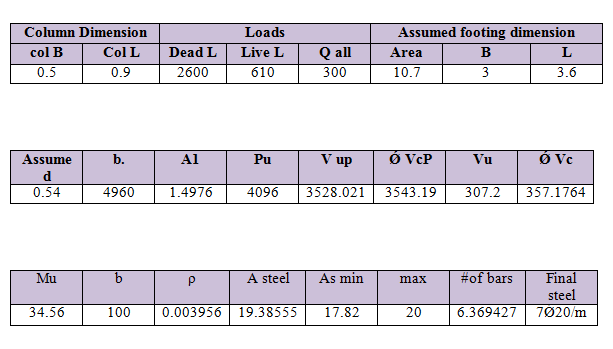 Column Dimension Loads Assumed footing dimension
col B Col L Dead L Live L Q all Area B L
0.5 0.9 2600 610 300 10.7 3 3.6
Assume
d b. A1 Pu V up Ǿ VcP Vu Ǿ Vc
0.54 4960 1.4976 4096 3528.021 3543.19 307.2 357.1764
Mu b ρ A steel As min max #of bars Final
steel
34.56 100 0.003956 19.38555 17.82 20 6.369427 7Ø20/m